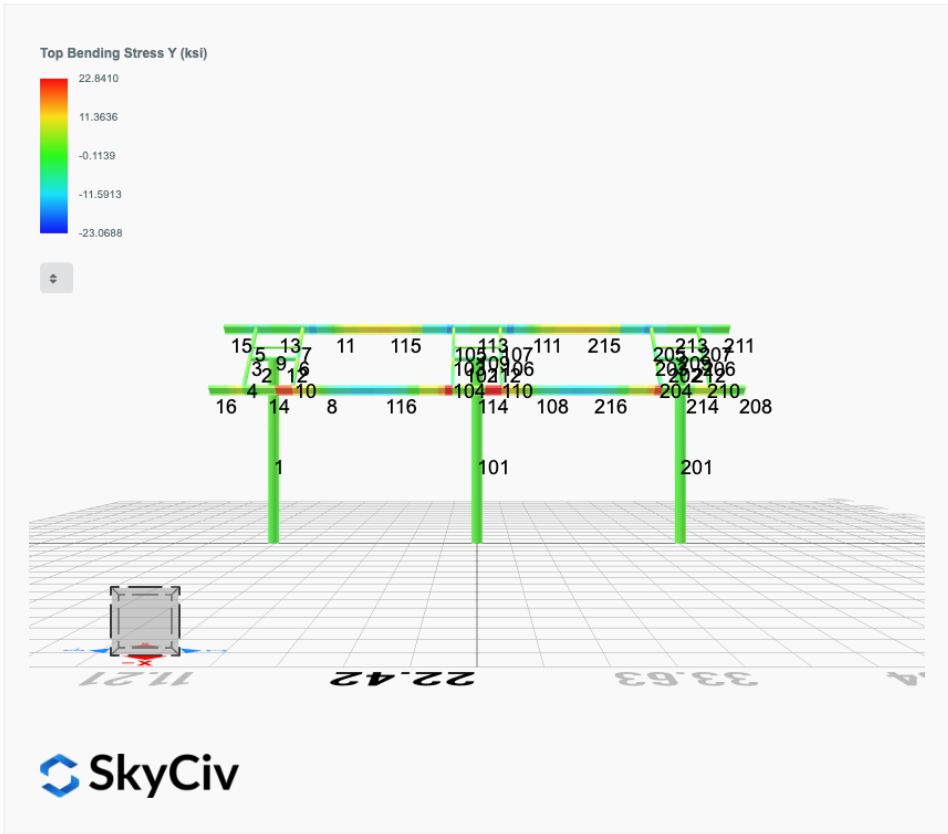 Top Bending Stress Y (ksi)
22.8410
11.3636
-0.1139
-11.5913
-23.0688
15 13 11 115 113 111 215 213 211
5 7 105 107 205 207
3 9 6 106 206
2 12 112 202 212
4 10 104 110 204 210
16 14 8 116 114 108 216 214 208
1 101 201
-X
11.21 22.42 33.63
SkyCiv